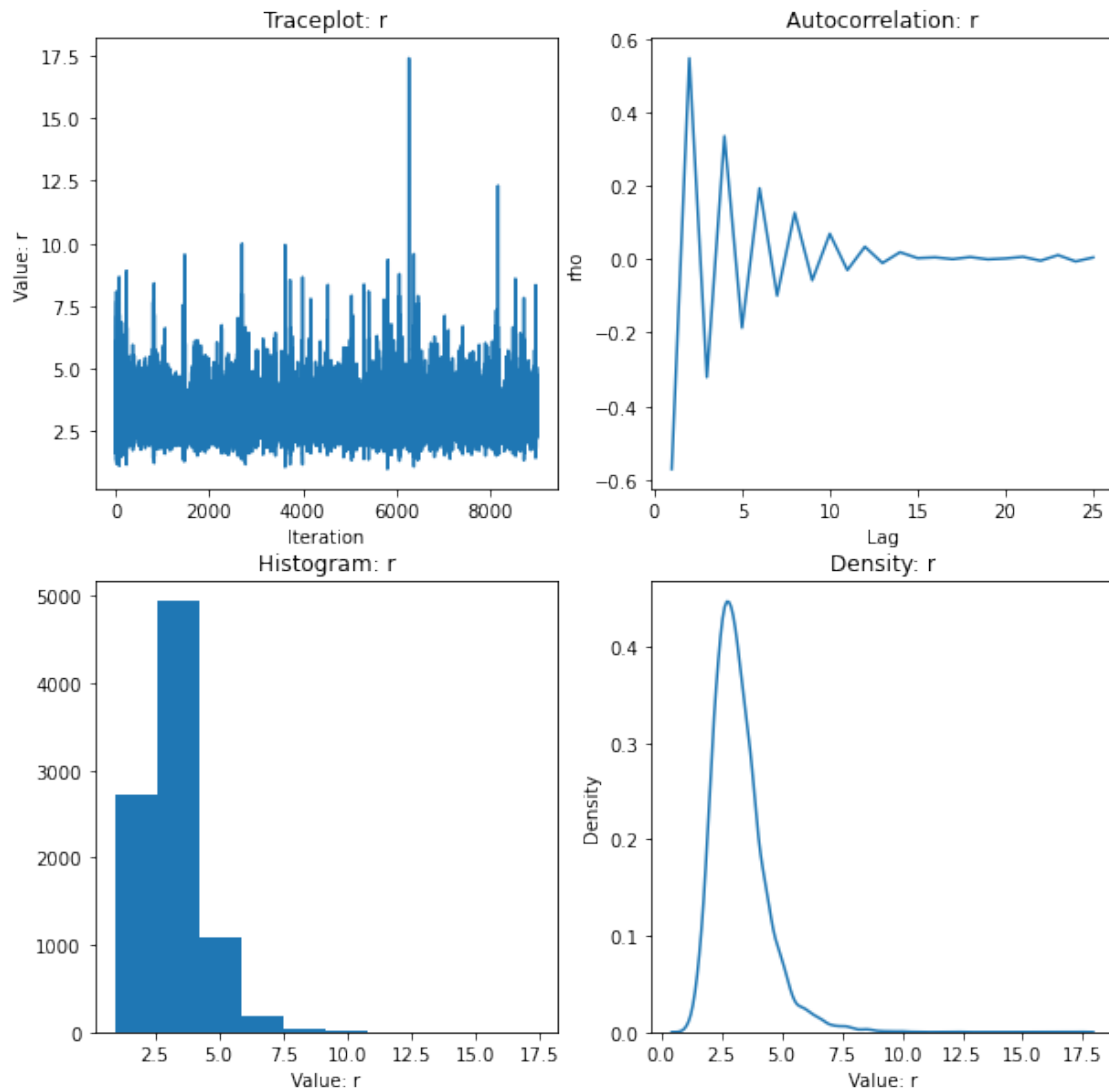 Traceplot: r
17.5
15.0
12.5
10.0
7.5
5.0
2.5
Value: r
0 2000 4000 6000 8000
Iteration
Autocorrelation: r
0.6
0.4
0.2
0.0
−0.2
−0.4
−0.6
rho
0 5 10 15 20 25
Lag
Histogram: r
5000
4000
3000
2000
1000
0
2.5 5.0 7.5 10.0 12.5 15.0 17.5
Value: r
Density: r
0.4
0.3
0.2
0.1
0.0
Density
0.0 2.5 5.0 7.5 10.0 12.5 15.0 17.5
Value: r